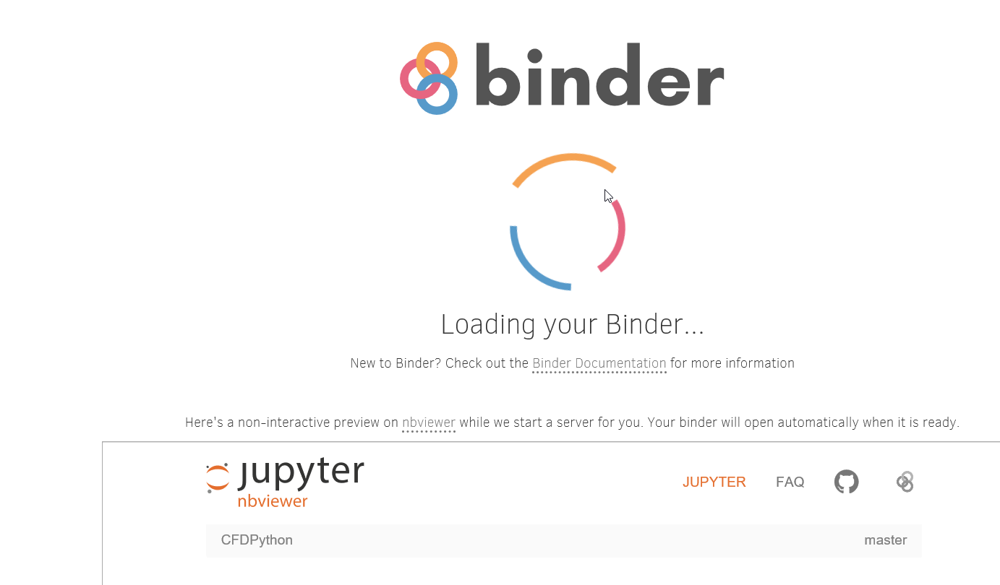 binder
Loading your Binder...
New to Binder? Check out the Binder Documentation for more information
Here's a non-interactive preview on nbviewer while we start a server for you. Your binder will open automatically when it is ready.
jupyter
nbviewer
JUPYTER FAQ
CFDPython master